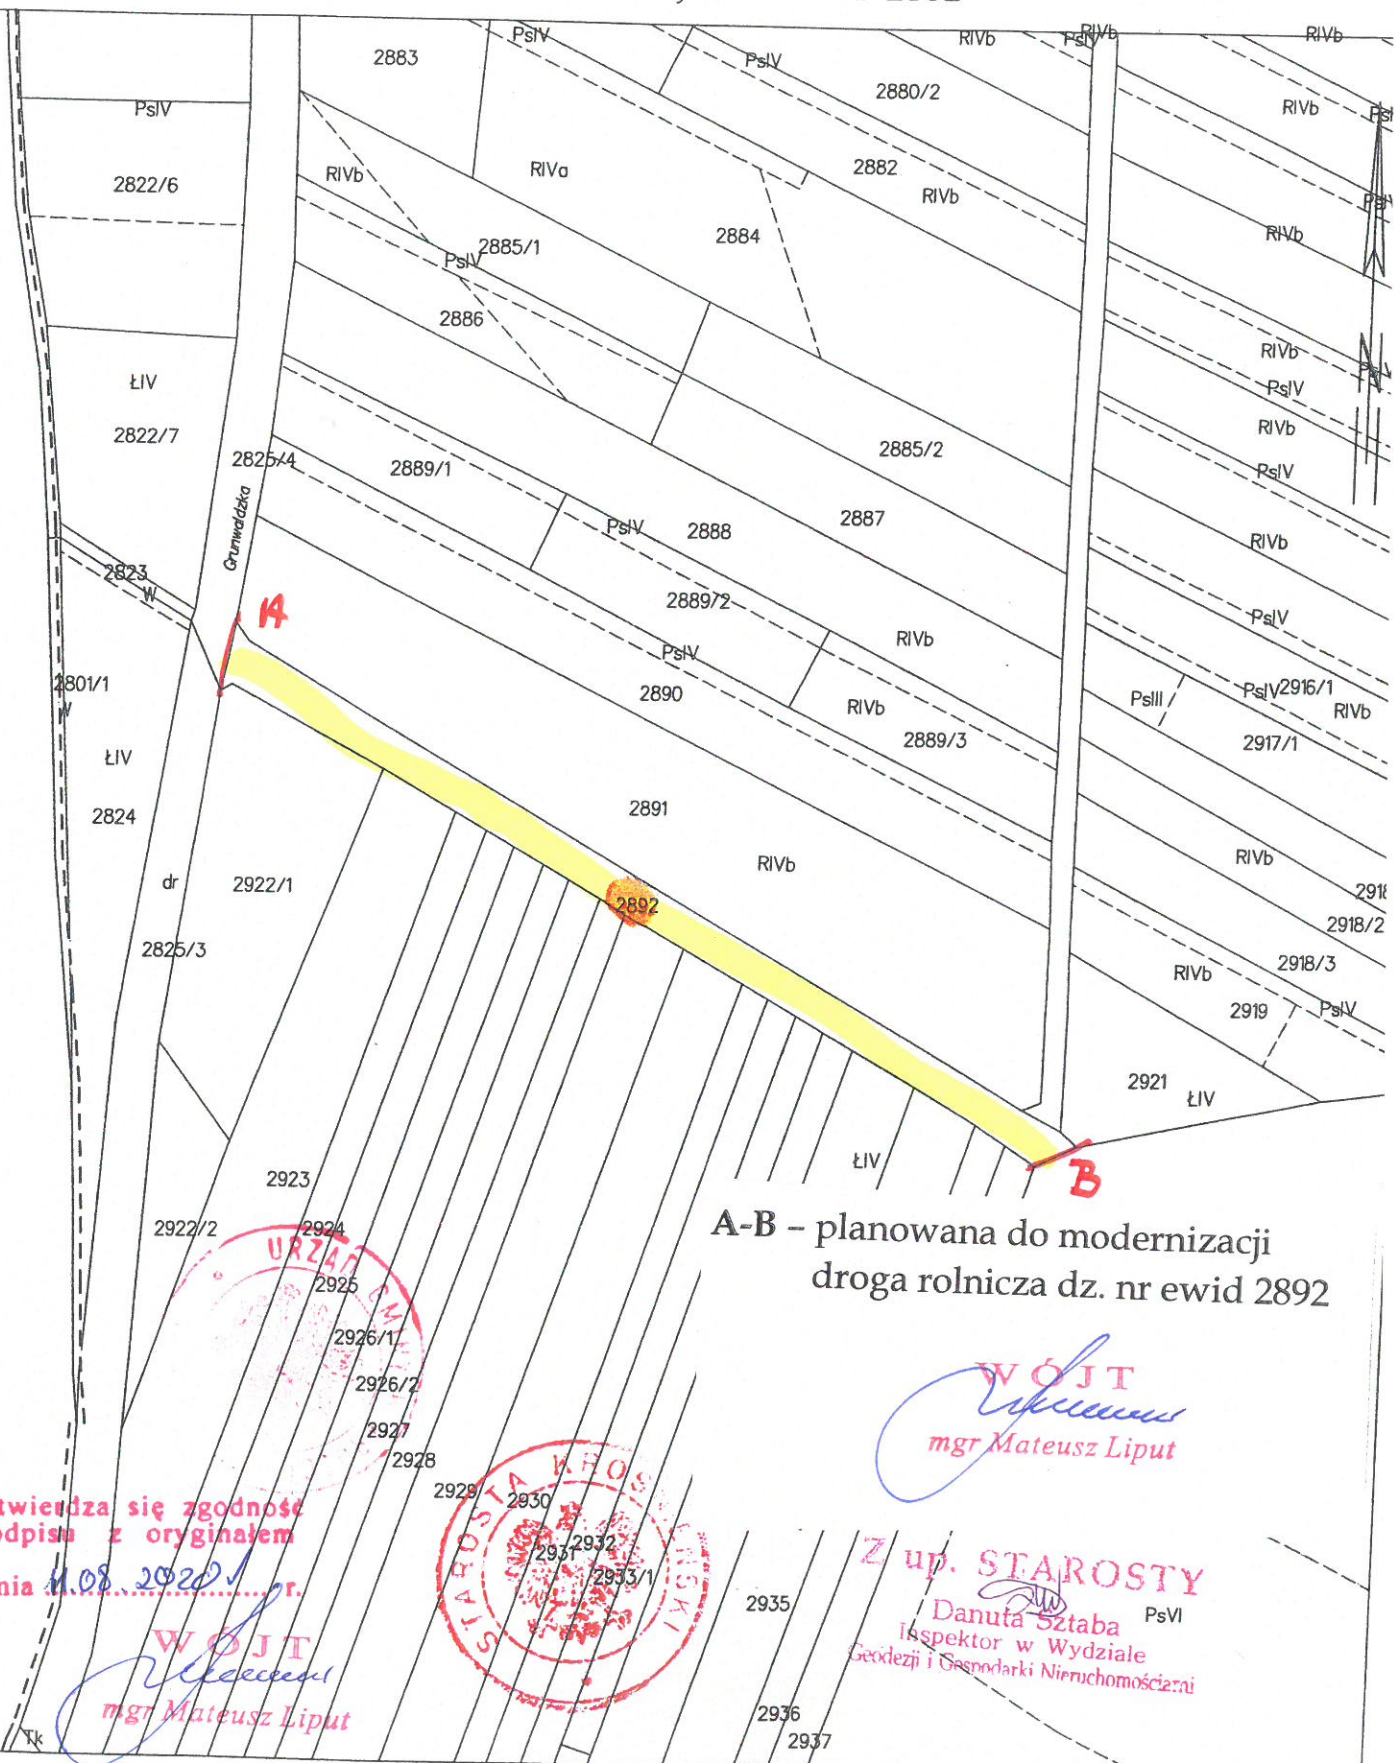 2883
PsIV
PsIV
RIVb
PsIV
RIVb
RIVb
2880/2
RIVb
PsIV
2822/6
RIVb
RIVa
2882
RIVb
RIVb
2885/1
PsIV
2884
2886
RIVb
PsIV
ŁIV
2822/7
2825/4
2889/1
2885/2
RIVb
PsIV
Grunwaldzka
PsIV
2888
2887
RIVb
2823
W
2889/2
PsIV
RIVb
A
PsIV
2801/1
W
2890
RIVb
2889/3
PsIII
PsIV
2916/1
RIVb
2917/1
ŁIV
2824
2891
RIVb
RIVb
dr
2922/1
2892
2918/2
2825/3
2918/3
RIVb
2919
PsIV
2921
ŁIV
ŁIV
B
2923
2922/2
2924
2925
2926/1
2926/2
2927
2928
2929
2930
2931
2932
2933/1
2935
2936
2937
PsVI
Tk
URZĄD GMINY
A-B – planowana do modernizacji
droga rolnicza dz. nr ewid 2892
WÓJT
mgr Mateusz Liput
twierdza się zgodność
odpisu z oryginałem
nia 11.08.2020 r.
WÓJT
mgr Mateusz Liput
STAROSTA KROŚNIEŃSKI
Z up. STAROSTY
Danuta Sztaba
Inspektor w Wydziale
Geodezji i Gospodarki Nieruchomościami